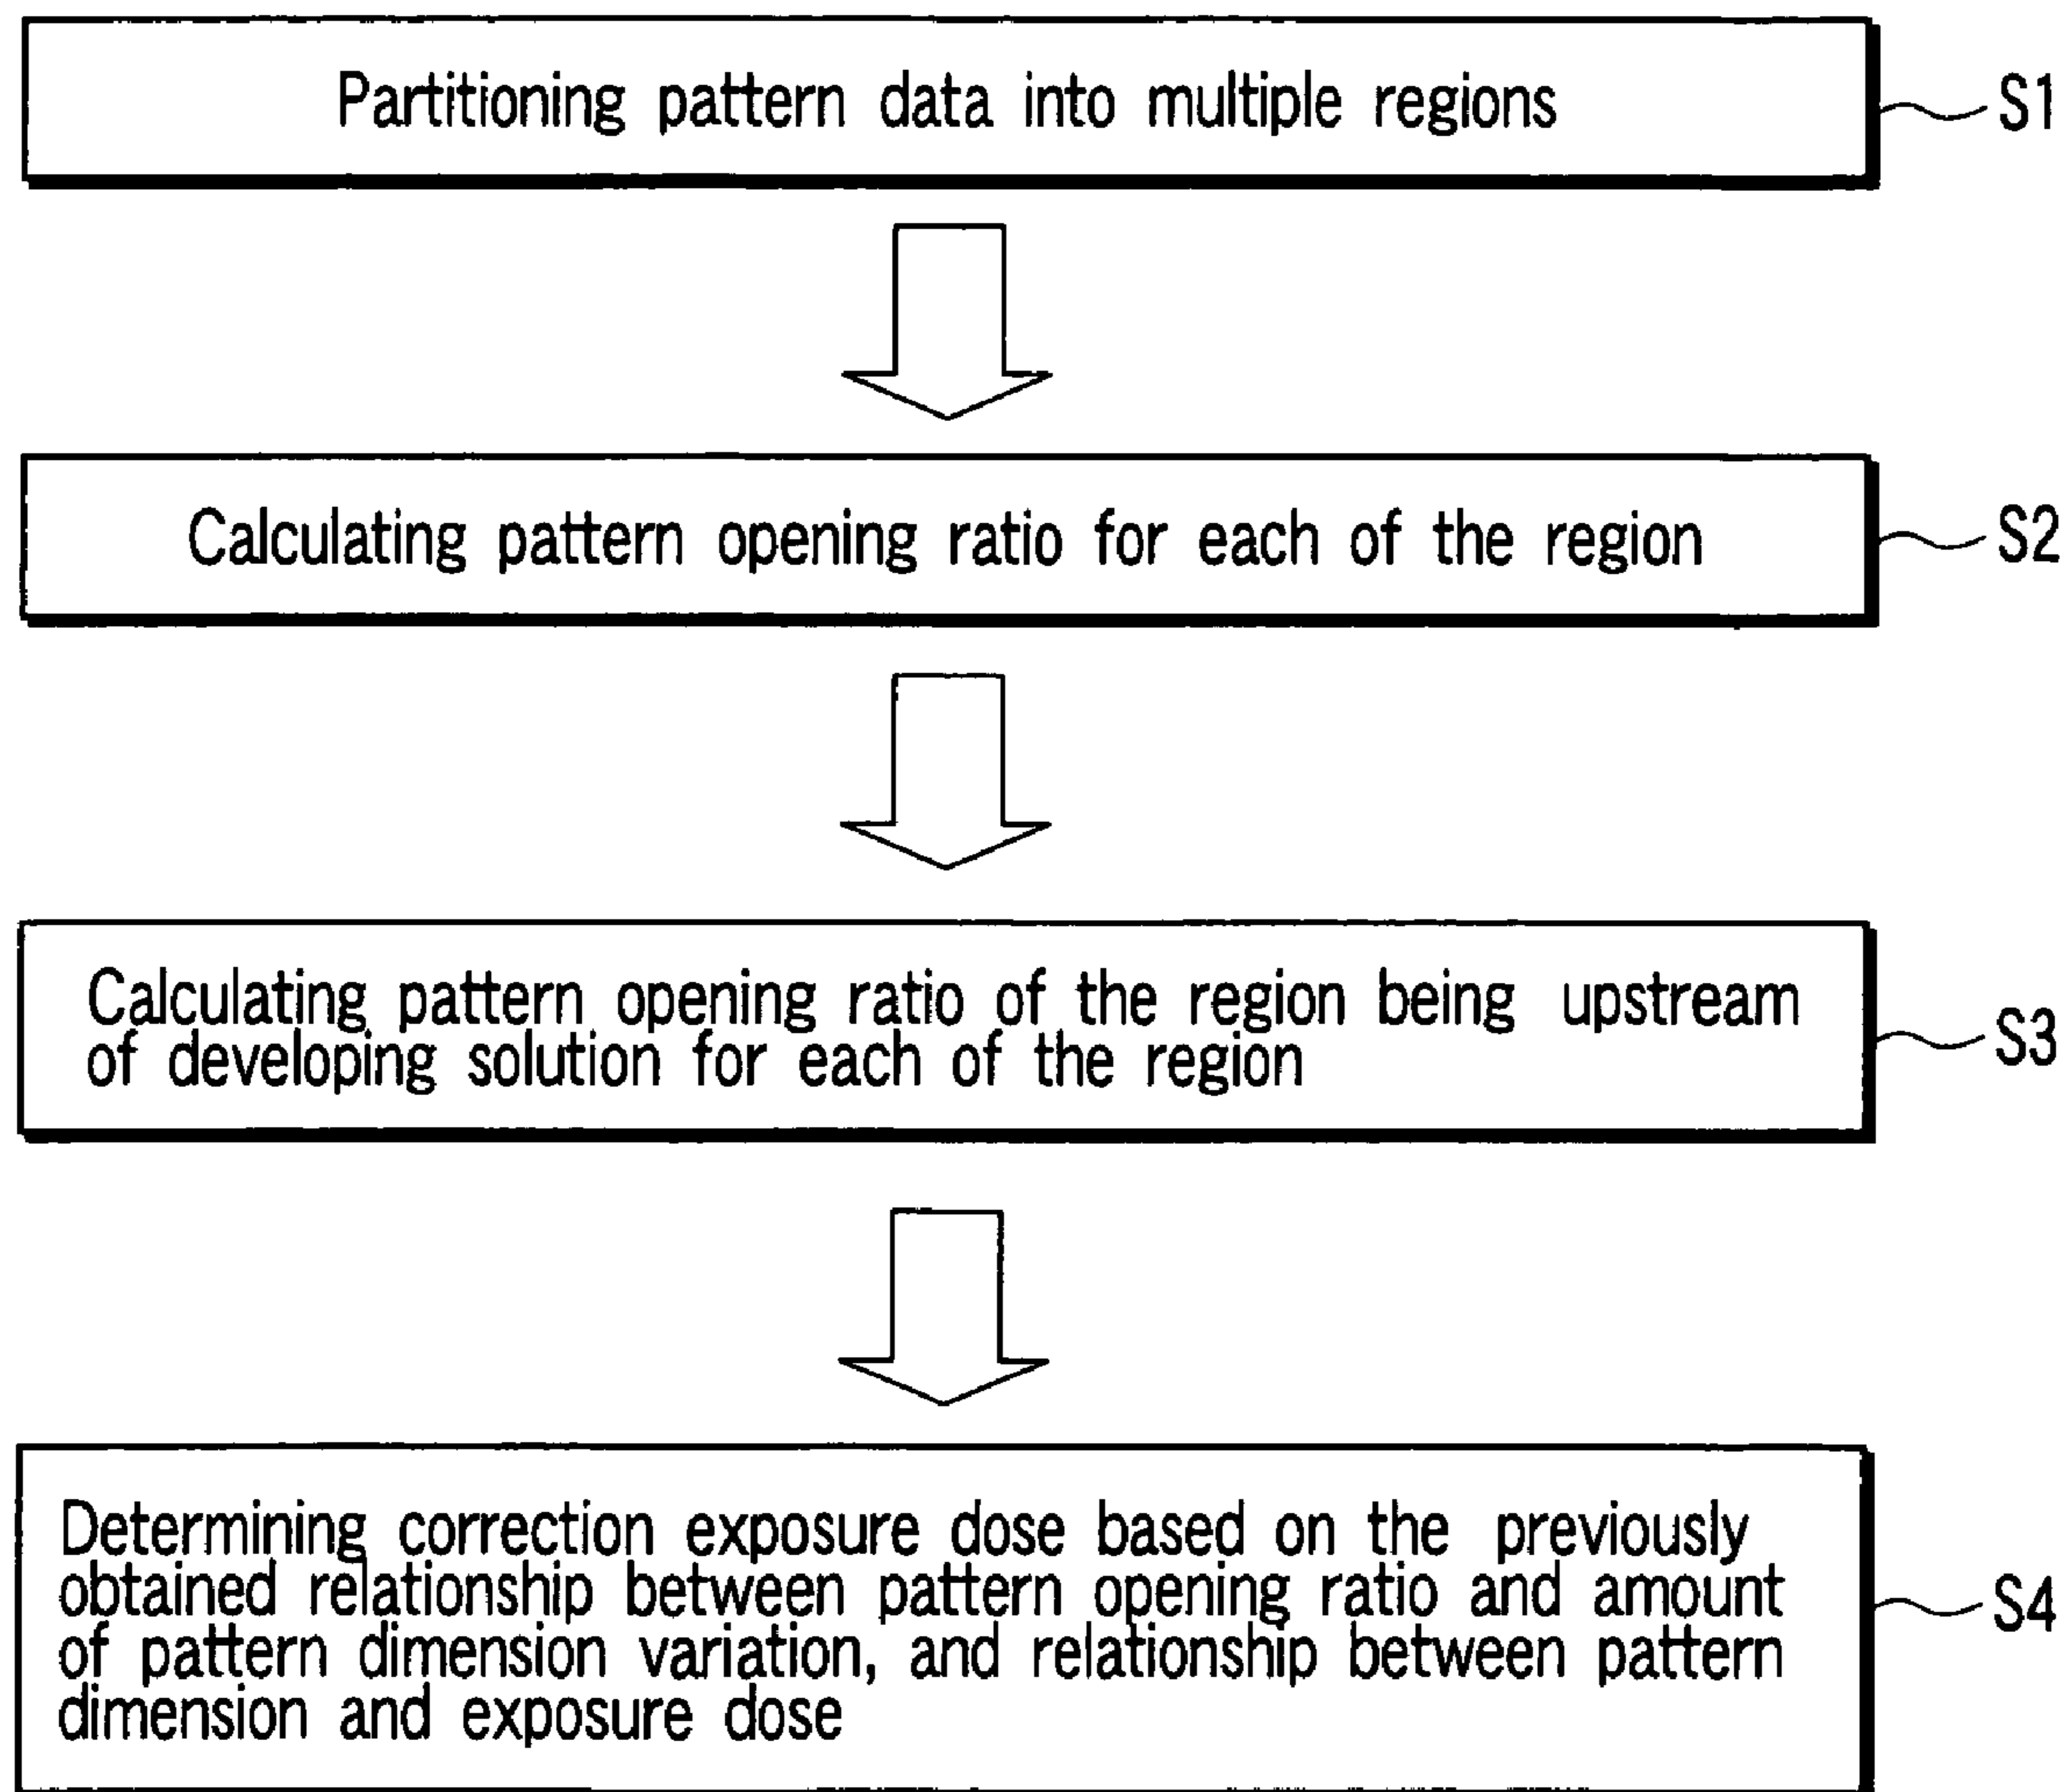 Partitioning pattern data into multiple regions
S1
Calculating pattern opening ratio for each of the region
S2
Calculating pattern opening ratio of the region being upstream
of developing solution for each of the region
S3
Determining correction exposure dose based on the previously
obtained relationship between pattern opening ratio and amount
of pattern dimension variation, and relationship between pattern
dimension and exposure dose
S4